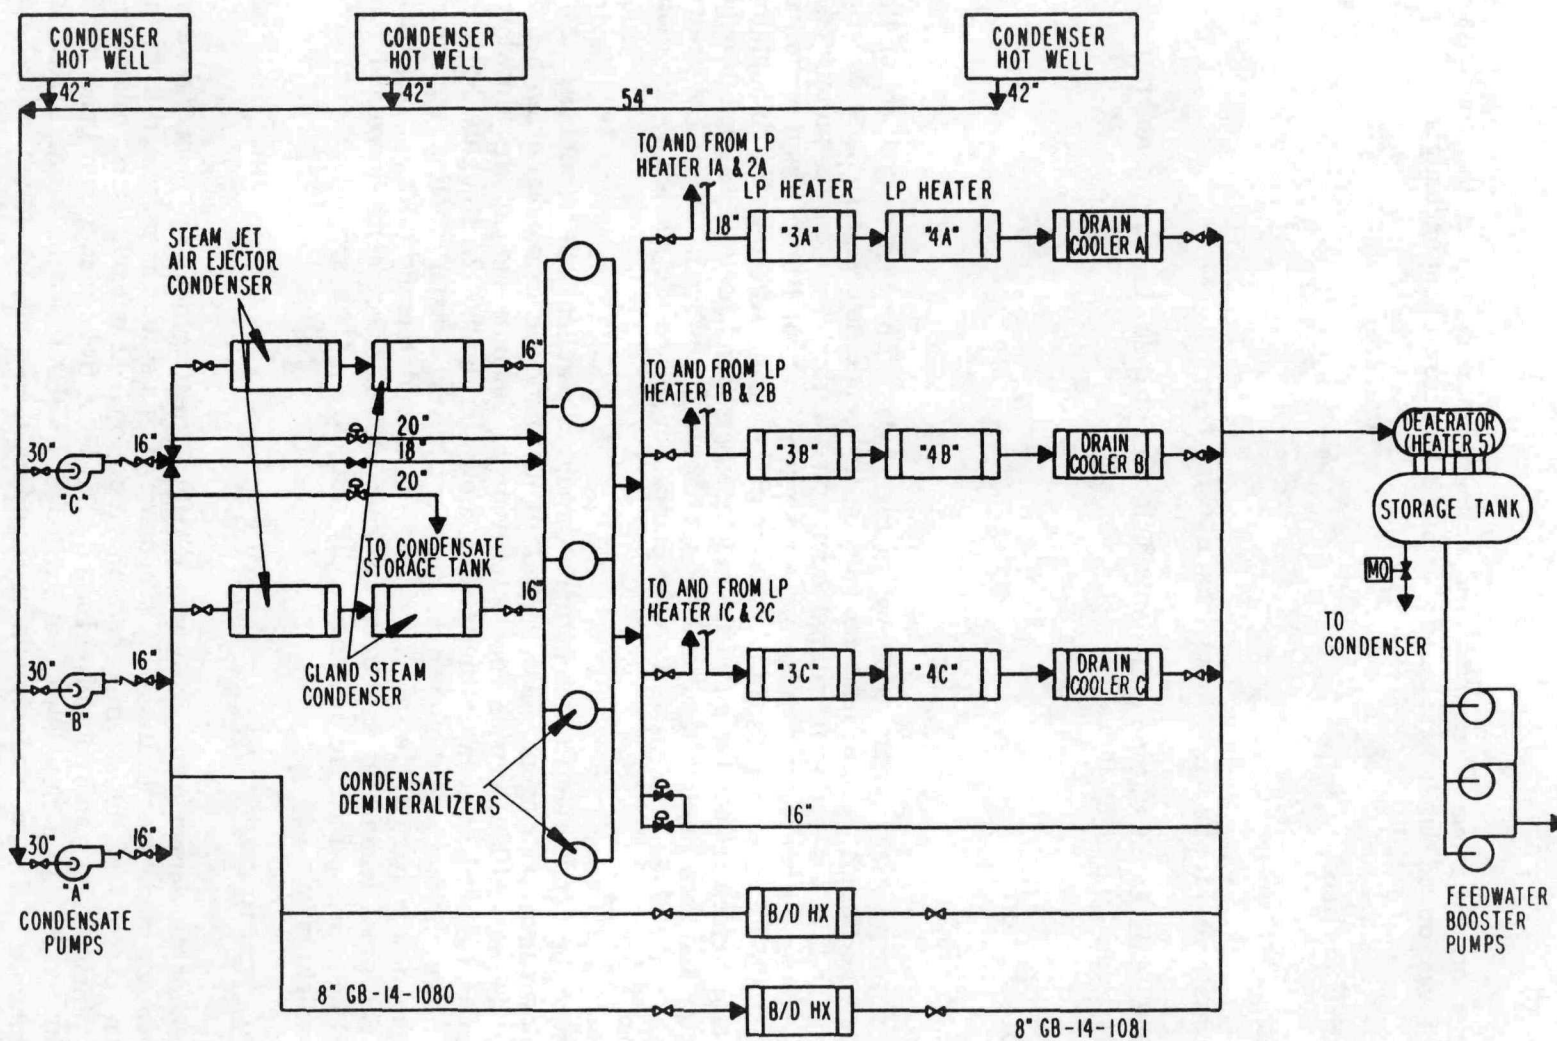 CONDENSER
HOT WELL
CONDENSER
HOT WELL
CONDENSER
HOT WELL
42"
42"
54"
42"
TO AND FROM LP
HEATER 1A & 2A
LP HEATER
LP HEATER
18"
"3A"
"4A"
DRAIN
COOLER A
STEAM JET
AIR EJECTOR
CONDENSER
16"
TO AND FROM LP
HEATER 1B & 2B
"3B"
"4B"
DRAIN
COOLER B
DEAERATOR
(HEATER 5)
STORAGE TANK
30"
16"
"C"
20"
18"
20"
TO CONDENSATE
STORAGE TANK
16"
MO
TO
CONDENSER
TO AND FROM LP
HEATER 1C & 2C
"3C"
"4C"
DRAIN
COOLER C
30"
16"
"B"
GLAND STEAM
CONDENSER
CONDENSATE
DEMINERALIZERS
16"
30"
16"
"A"
CONDENSATE
PUMPS
B/D HX
FEEDWATER
BOOSTER
PUMPS
8" GB-14-1080
B/D HX
8" GB-14-1081